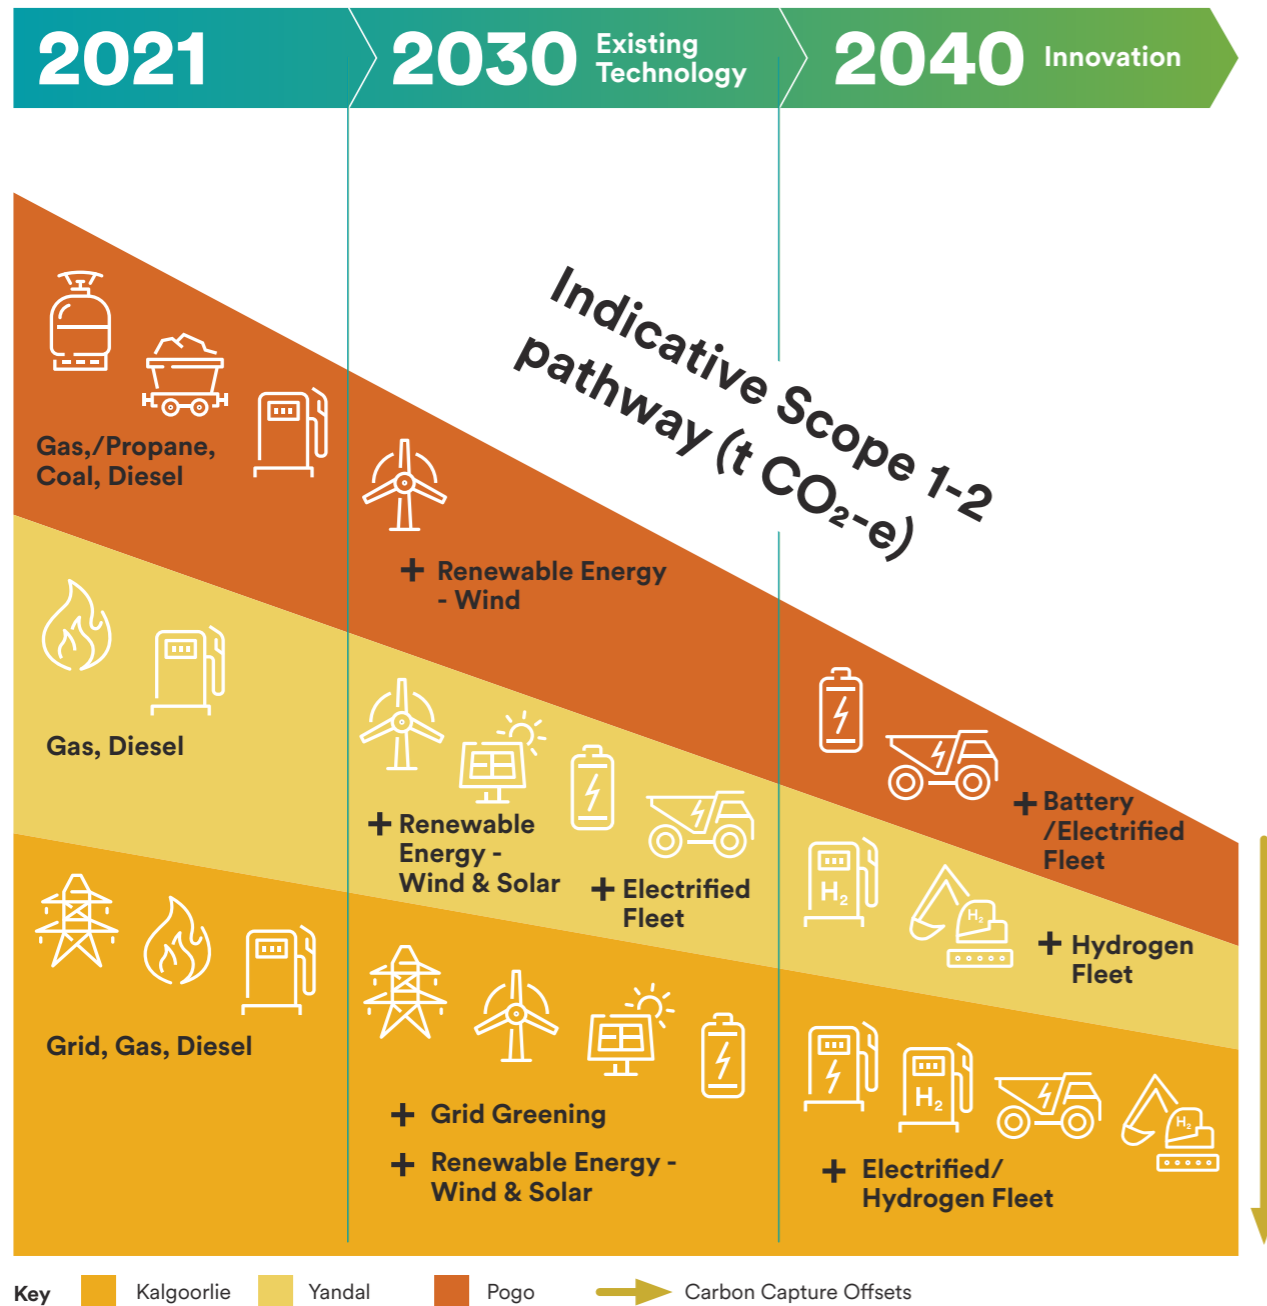 2021
2030
Existing
Technology
2040
Innovation
Indicative Scope 1-2
pathway (t CO₂-e)
Gas,/Propane,
Coal, Diesel
+ Renewable Energy
- Wind
+ Battery
/Electrified
Fleet
Gas, Diesel
+ Renewable
Energy -
Wind & Solar
+ Electrified
Fleet
H₂
H₂
+ Hydrogen
Fleet
Grid, Gas, Diesel
+ Grid Greening
+ Renewable Energy -
Wind & Solar
H₂
H₂
+ Electrified/
Hydrogen Fleet
Key
Kalgoorlie
Yandal
Pogo
Carbon Capture Offsets